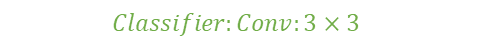 Classifier: Conv: 3 × 3